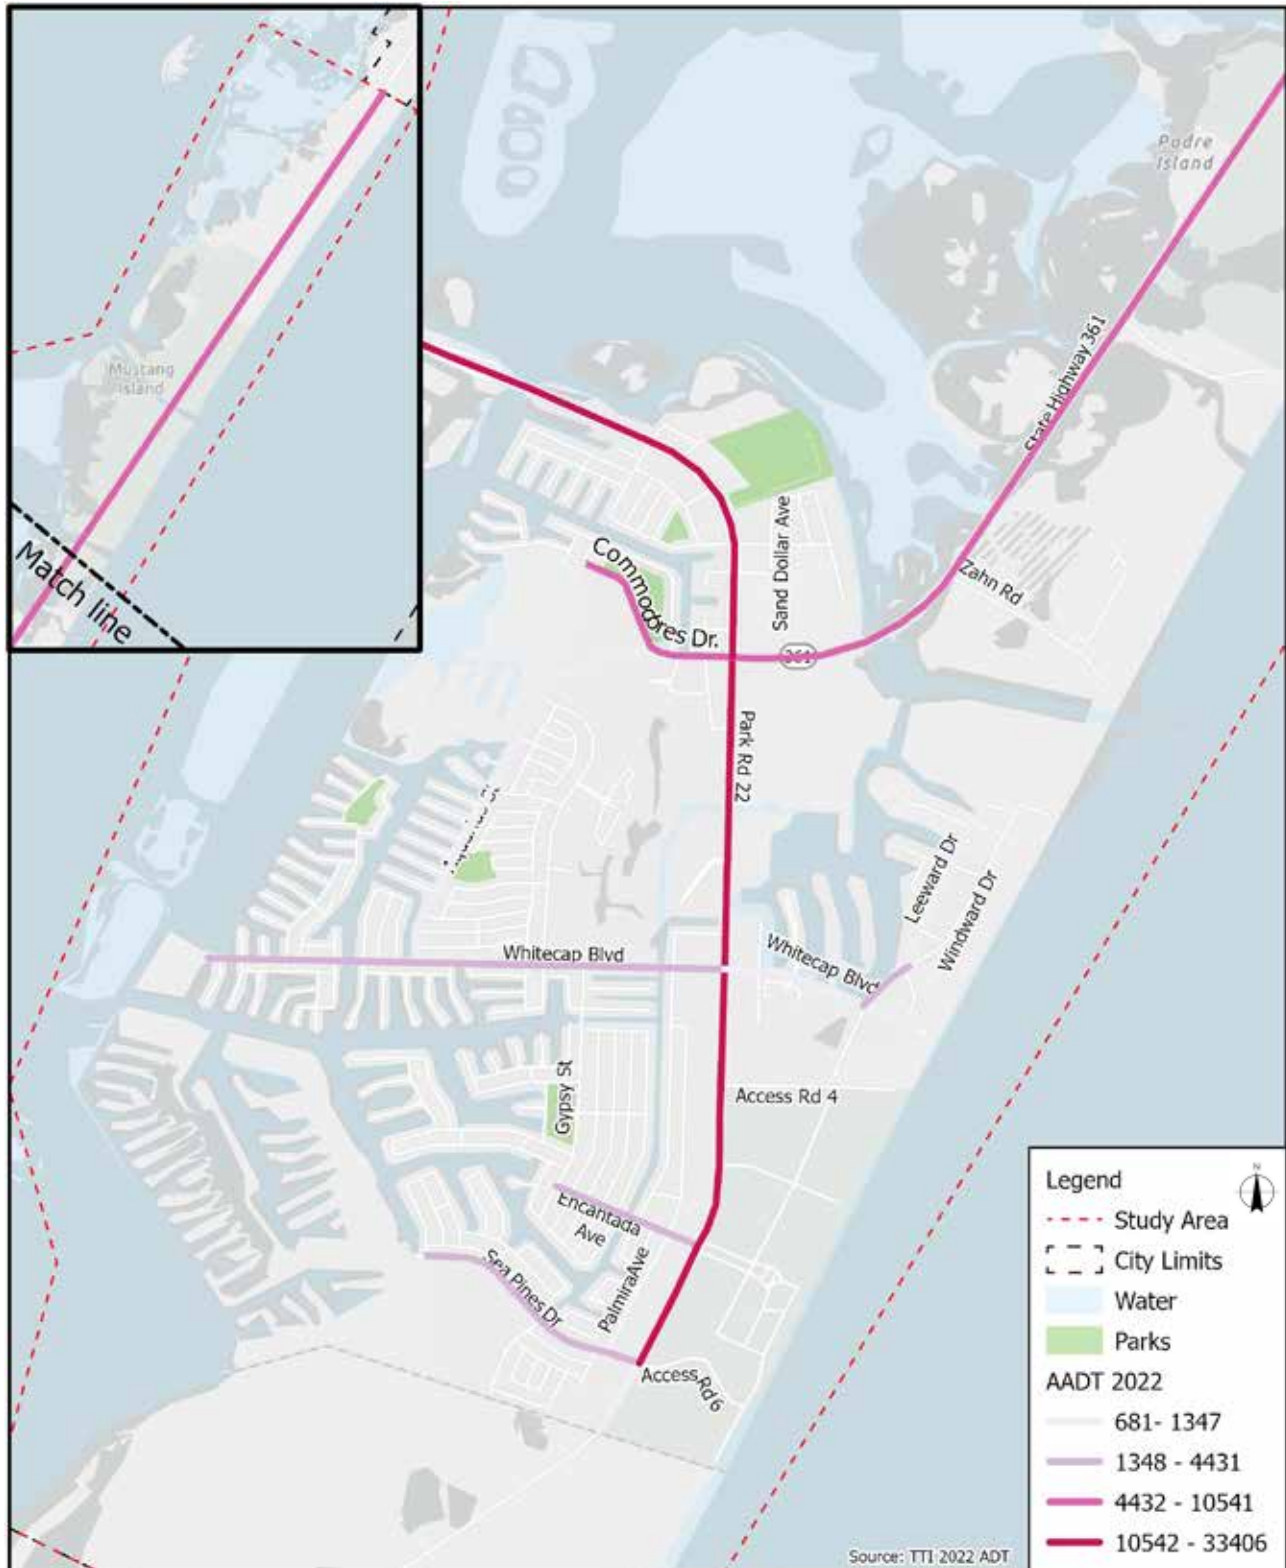 Padre
Island
Mustang
Island
Match line
State Highway 361
Sand Dollar Ave
Zahn Rd
Commodores Dr.
361
Park Rd 22
Leeward Dr
Windward Dr
Whitecap Blvd
Whitecap Blvd
Gypsy St
Access Rd 4
Encantada
Ave
Sea Pines Dr
PalmiraAve
Access Rd 6
Legend
N
Study Area
City Limits
Water
Parks
AADT 2022
681- 1347
1348 - 4431
4432 - 10541
10542 - 33406
Source: TTI 2022 ADT